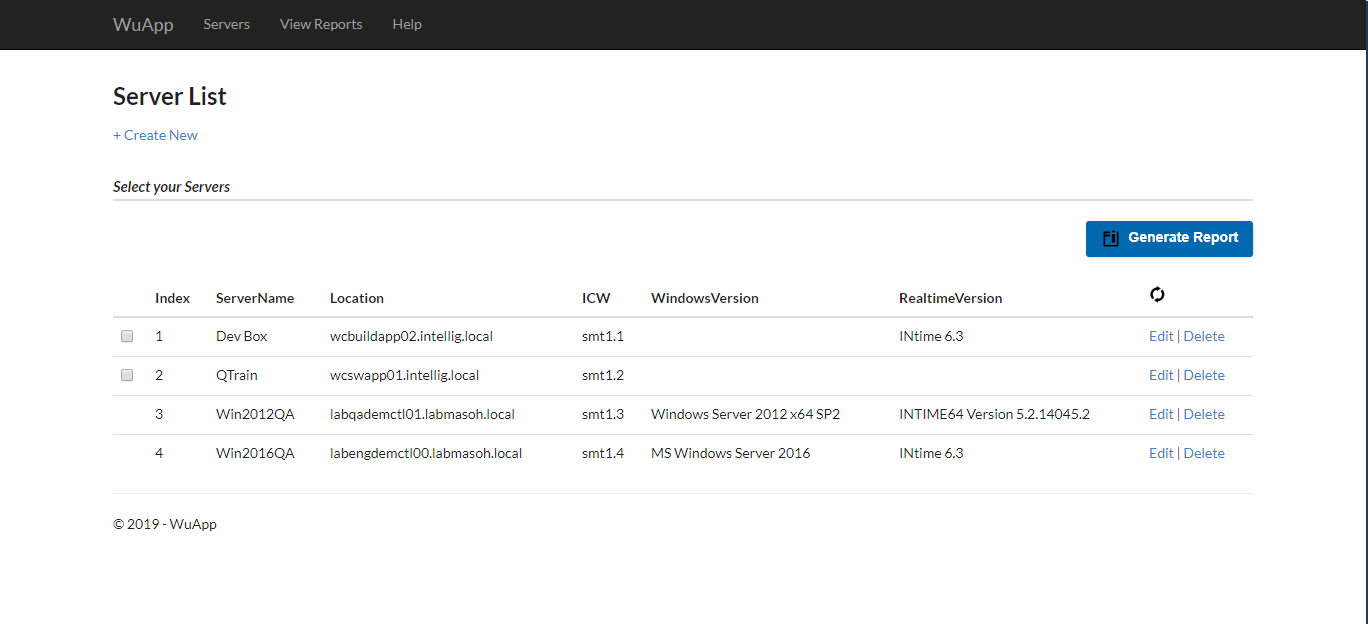 WuApp Servers View Reports Help
Server List
+ Create New
Select your Servers
Generate Report
Index ServerName Location ICW WindowsVersion RealtimeVersion
1 Dev Box wcbuildapp02.intellig.local smt1.1 INtime 6.3 Edit | Delete
2 QTrain wcswapp01.intellig.local smt1.2 Edit | Delete
3 Win2012QA labqademctl01.labmasoh.local smt1.3 Windows Server 2012 x64 SP2 INTIME64 Version 5.2.14045.2 Edit | Delete
4 Win2016QA labengdemctl00.labmasoh.local smt1.4 MS Windows Server 2016 INtime 6.3 Edit | Delete
© 2019 - WuApp